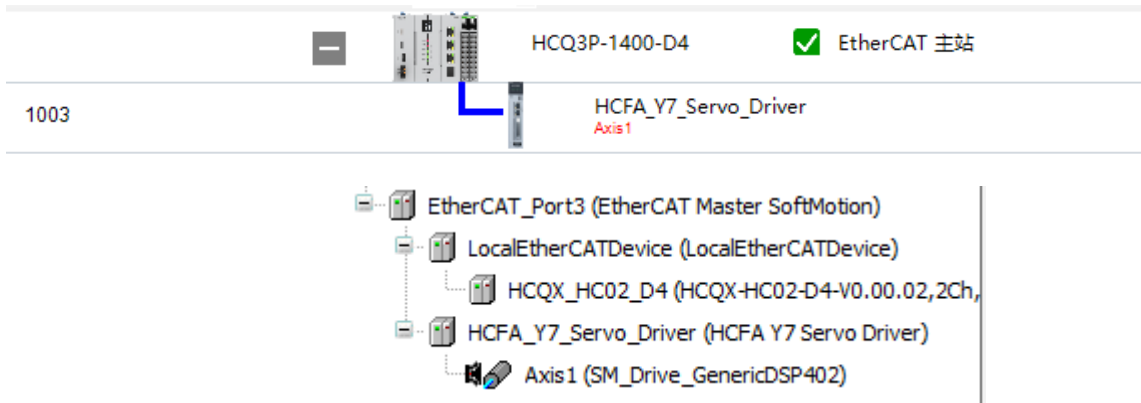 HCQ3P-1400-D4 EtherCAT 主站
1003 HCFA_Y7_Servo_Driver
Axis1
EtherCAT_Port3 (EtherCAT Master SoftMotion)
LocalEtherCATDevice (LocalEtherCATDevice)
HCQX_HC02_D4 (HCQX-HC02-D4-V0.00.02,2Ch,
HCFA_Y7_Servo_Driver (HCFA Y7 Servo Driver)
Axis1 (SM_Drive_GenericDSP402)